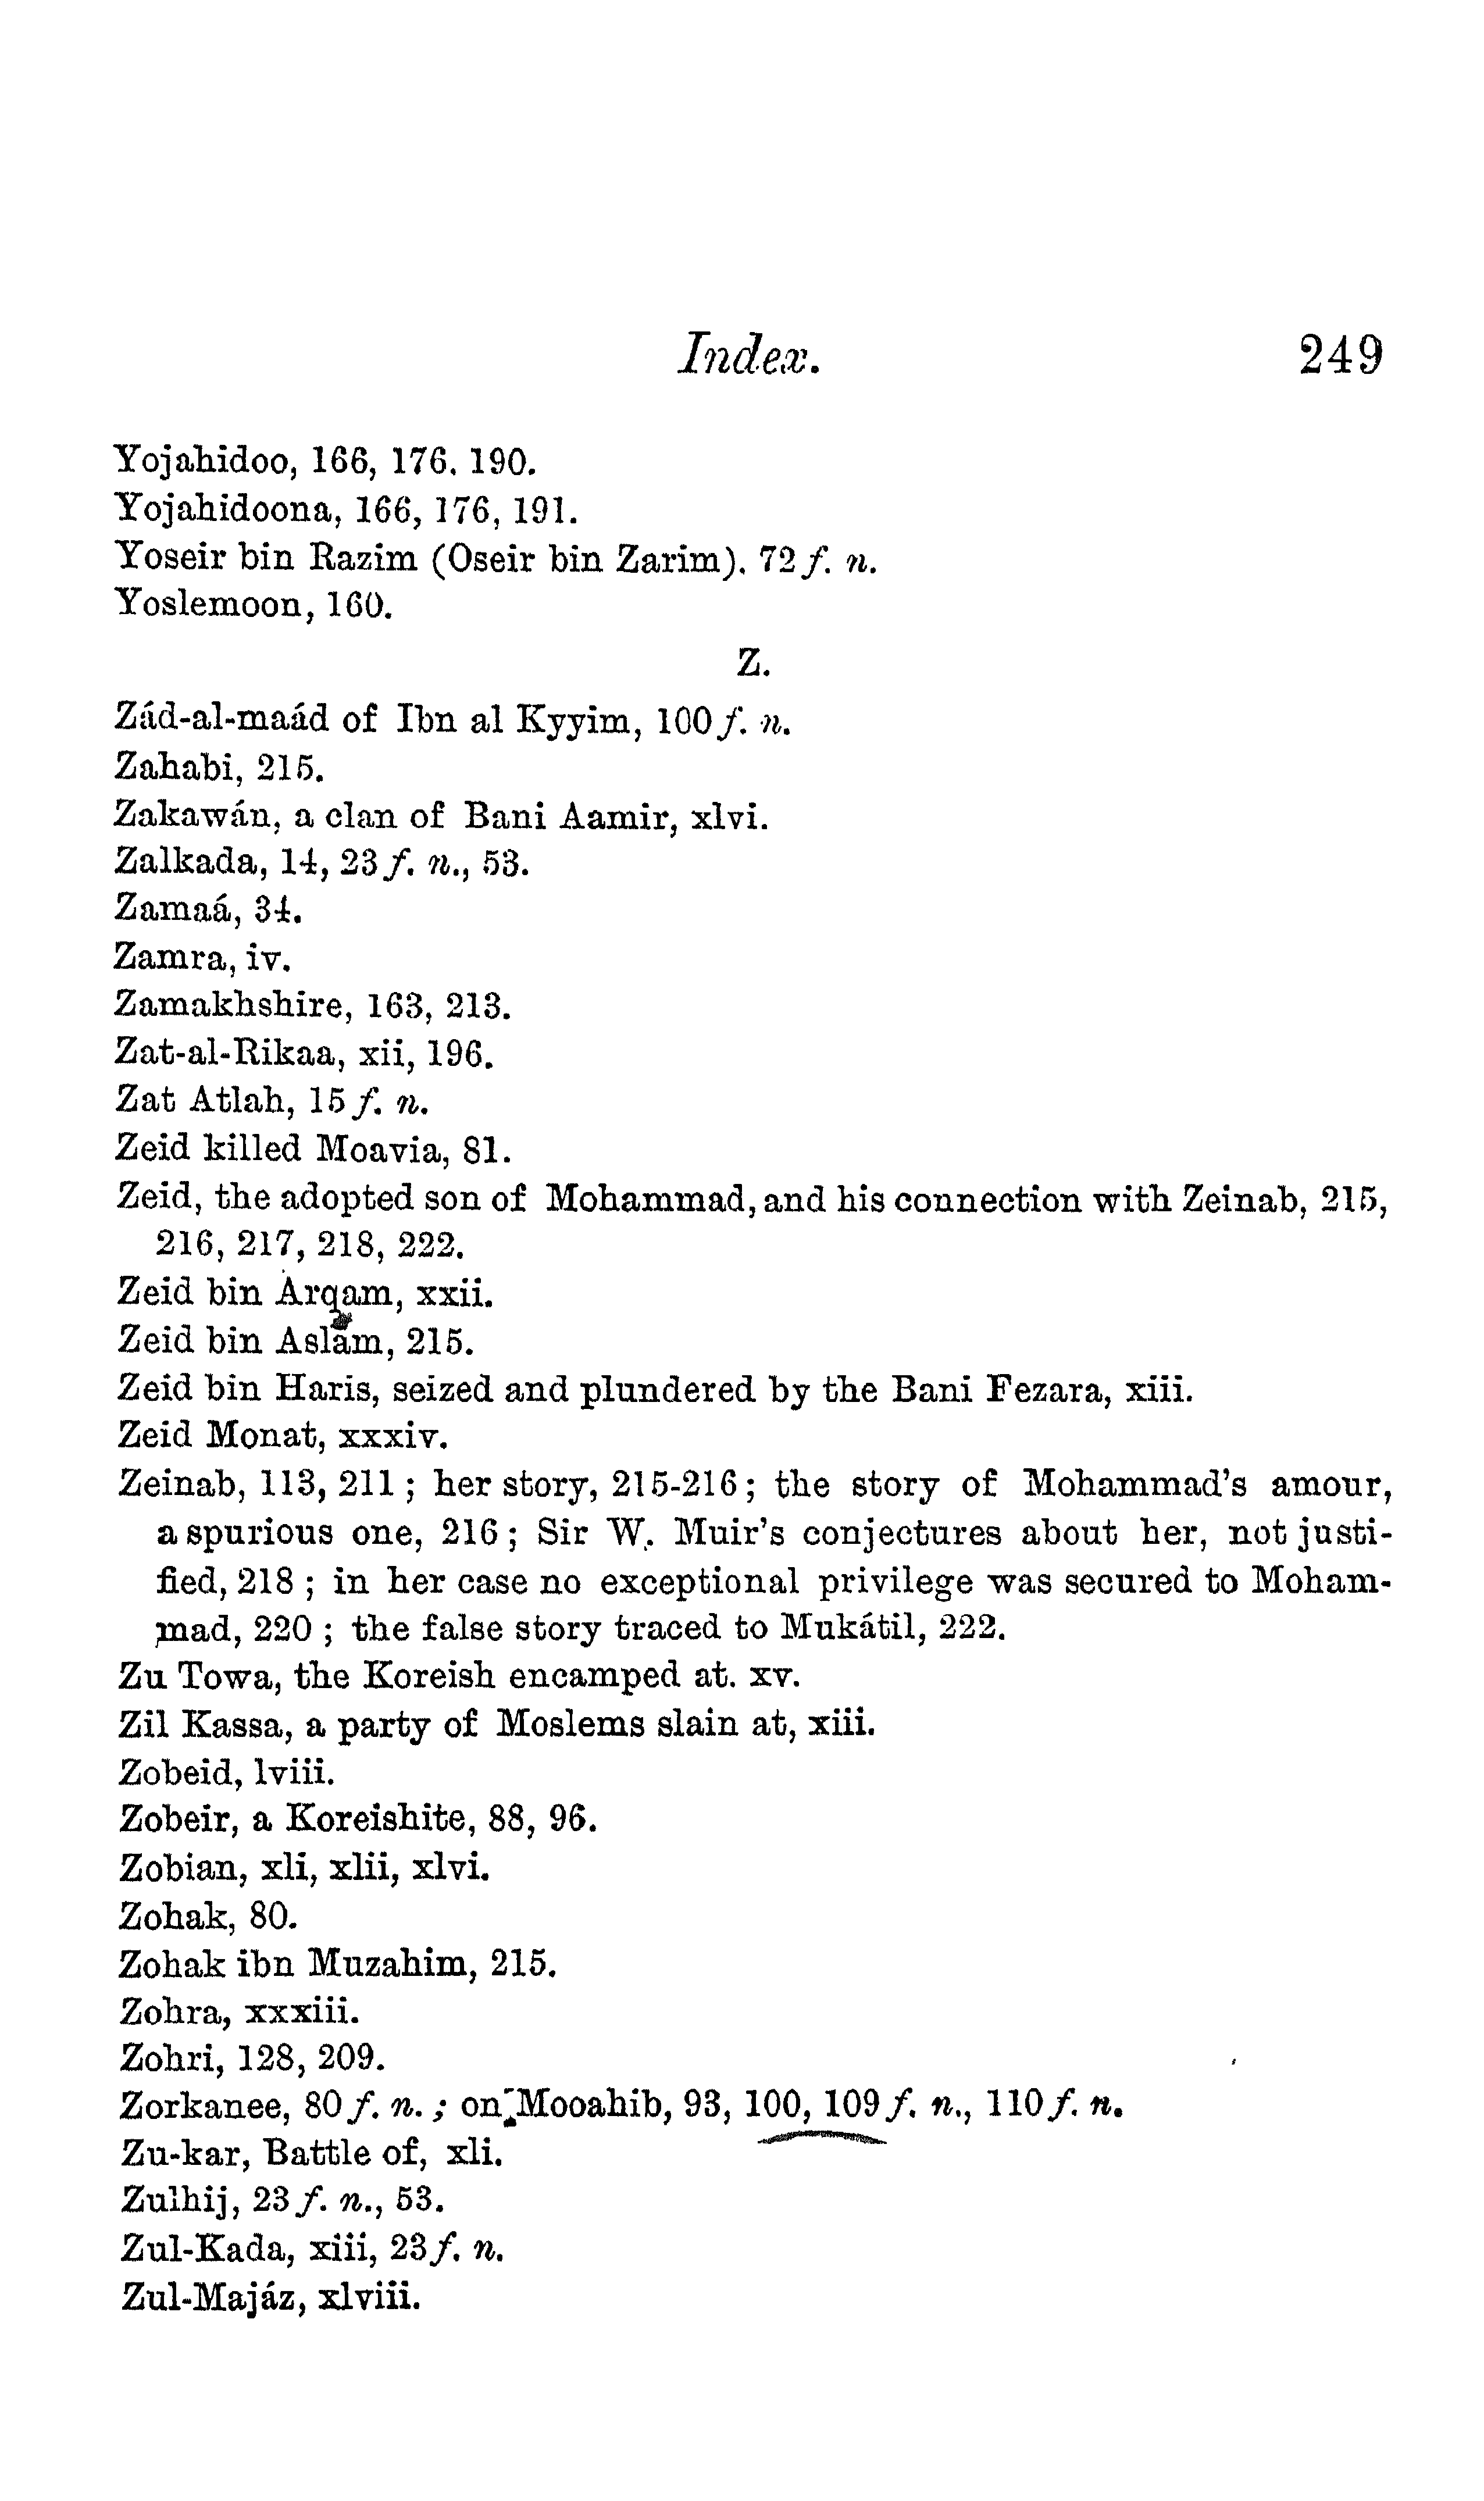 Index. 249
Yojahidoo, 166, 176. 190.
Yojahidoona, 166, 176, 191.
Yoseir bin Razim (Oseir bin Zarim). 72 f. n.
Yoslemoon, 160.
Z.
Zád-al-maád of Ibn al Kyyim, 100 f. n.
Zahabi, 215.
Zakawán, a clan of Bani Aamir, xlvi.
Zalkada, 14, 23 f. n., 53.
Zamaá, 34.
Zamra, iv.
Zamakhshire, 163, 213.
Zat-al-Rikaa, xii, 196.
Zat Atlah, 15 f. n.
Zeid killed Moavia, 81.
Zeid, the adopted son of Mohammad, and his connection with Zeinab, 215,
216, 217, 218, 222.
Zeid bin Arqam, xxii.
Zeid bin Aslam, 215.
Zeid bin Haris, seized and plundered by the Bani Fezara, xiii.
Zeid Monat, xxxiv.
Zeinab, 113, 211 ; her story, 215-216 ; the story of Mohammad's amour,
a spurious one, 216 ; Sir W. Muir's conjectures about her, not justi-
fied, 218 ; in her case no exceptional privilege was secured to Moham-
mad, 220 ; the false story traced to Mukátil, 222.
Zu Towa, the Koreish encamped at. xv.
Zil Kassa, a party of Moslems slain at, xiii.
Zobeid, lviii.
Zobeir, a Koreishite, 88, 96.
Zobian, xli, xlii, xlvi.
Zohak, 80.
Zohak ibn Muzahim, 215.
Zohra, xxxiii.
Zohri, 128, 209.
Zorkanee, 80 f. n. ; on Mooahib, 93, 100, 109 f. n., 110 f. n.
Zu-kar, Battle of, xli.
Zulhij, 23 f. n., 53.
Zul-Kada, xiii, 23 f. n.
Zul-Majáz, xlviii.